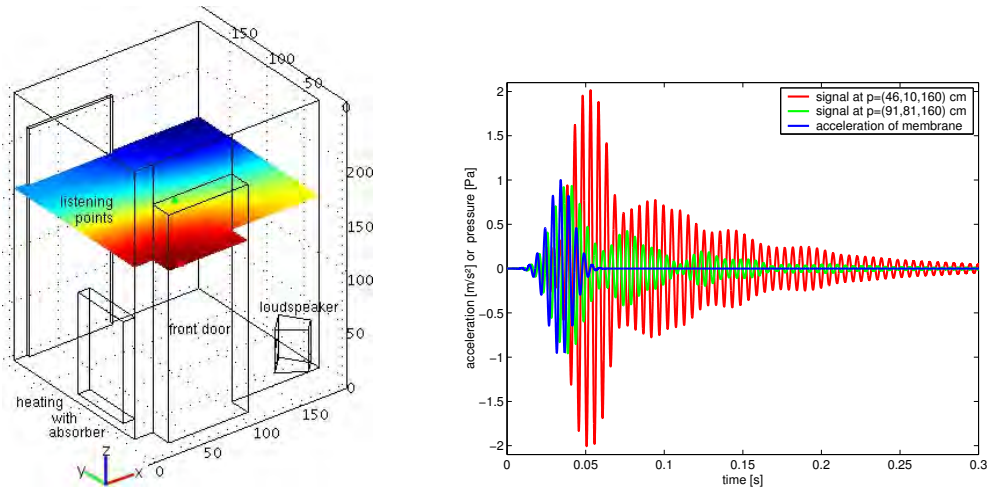 150
100
50
0
200
150
100
50
0
listening
points
loudspeaker
front door
heating
with
absorber
z
y
x
0
50
100
150
signal at p=(46,10,160) cm
signal at p=(91,81,160) cm
acceleration of membrane
acceleration [m/s²] or pressure [Pa]
2
1.5
1
0.5
0
−0.5
−1
−1.5
−2
0
0.05
0.1
0.15
0.2
0.25
0.3
time [s]